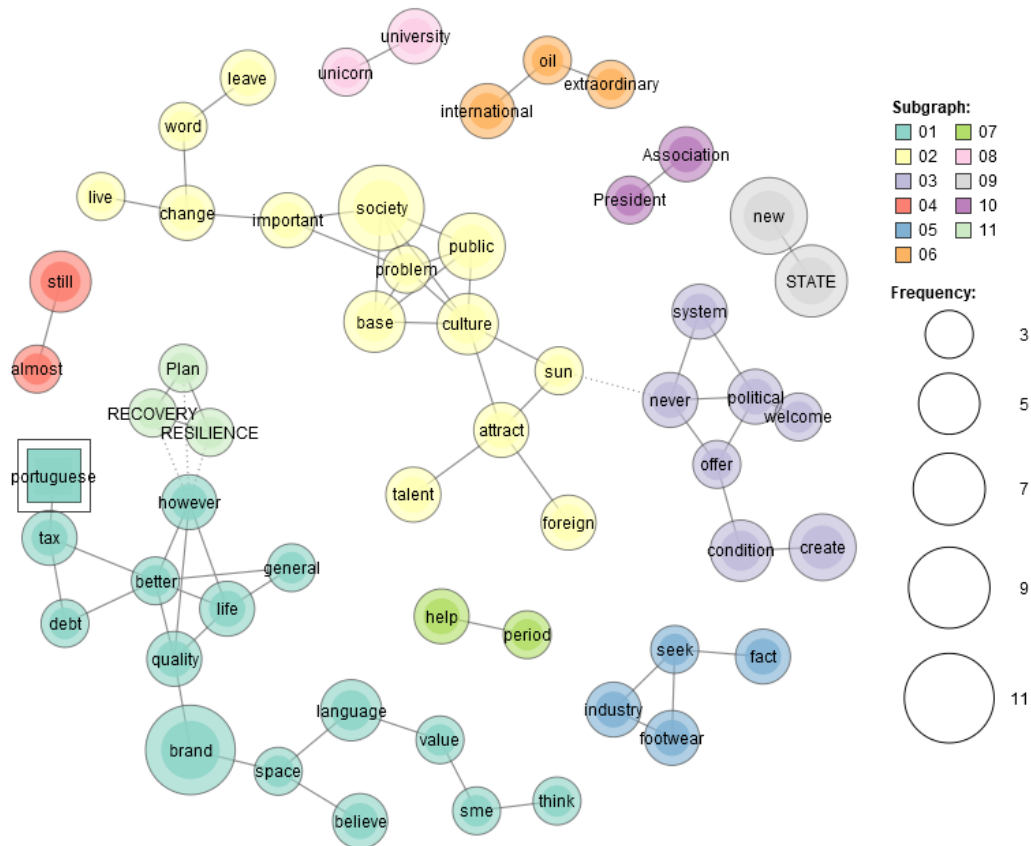 university
unicorn
oil
extraordinary
international
leave
word
live
change
important
society
public
problem
base
culture
sun
attract
talent
foreign
Association
President
new
STATE
still
almost
Plan
RECOVERY
RESILIENCE
system
never
political
welcome
offer
condition
create
portuguese
tax
however
better
general
debt
life
quality
brand
space
language
value
believe
sme
think
help
period
seek
fact
industry
footwear
Subgraph:
01 07
02 08
03 09
04 10
05 11
06
Frequency:
3
5
7
9
11